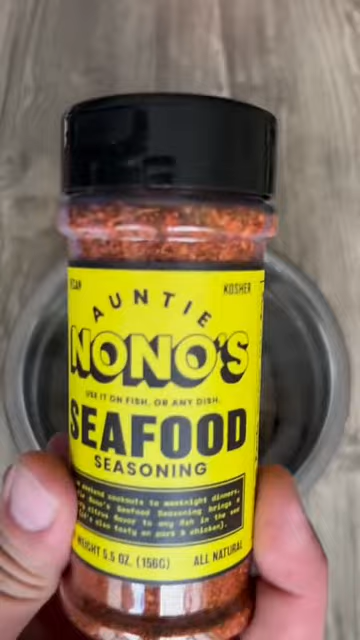 KOSHER
AUNTIE
NONO'S
USE IT ON FISH, OR ANY DISH.
SEAFOOD
SEASONING
weekend cookouts to weeknight dinners,
Nono's Seafood Seasoning brings a
citrus flavor to any fish in the sea
also tasty on pork & chicken).
WEIGHT 5.5 OZ. (156G)
ALL NATURAL